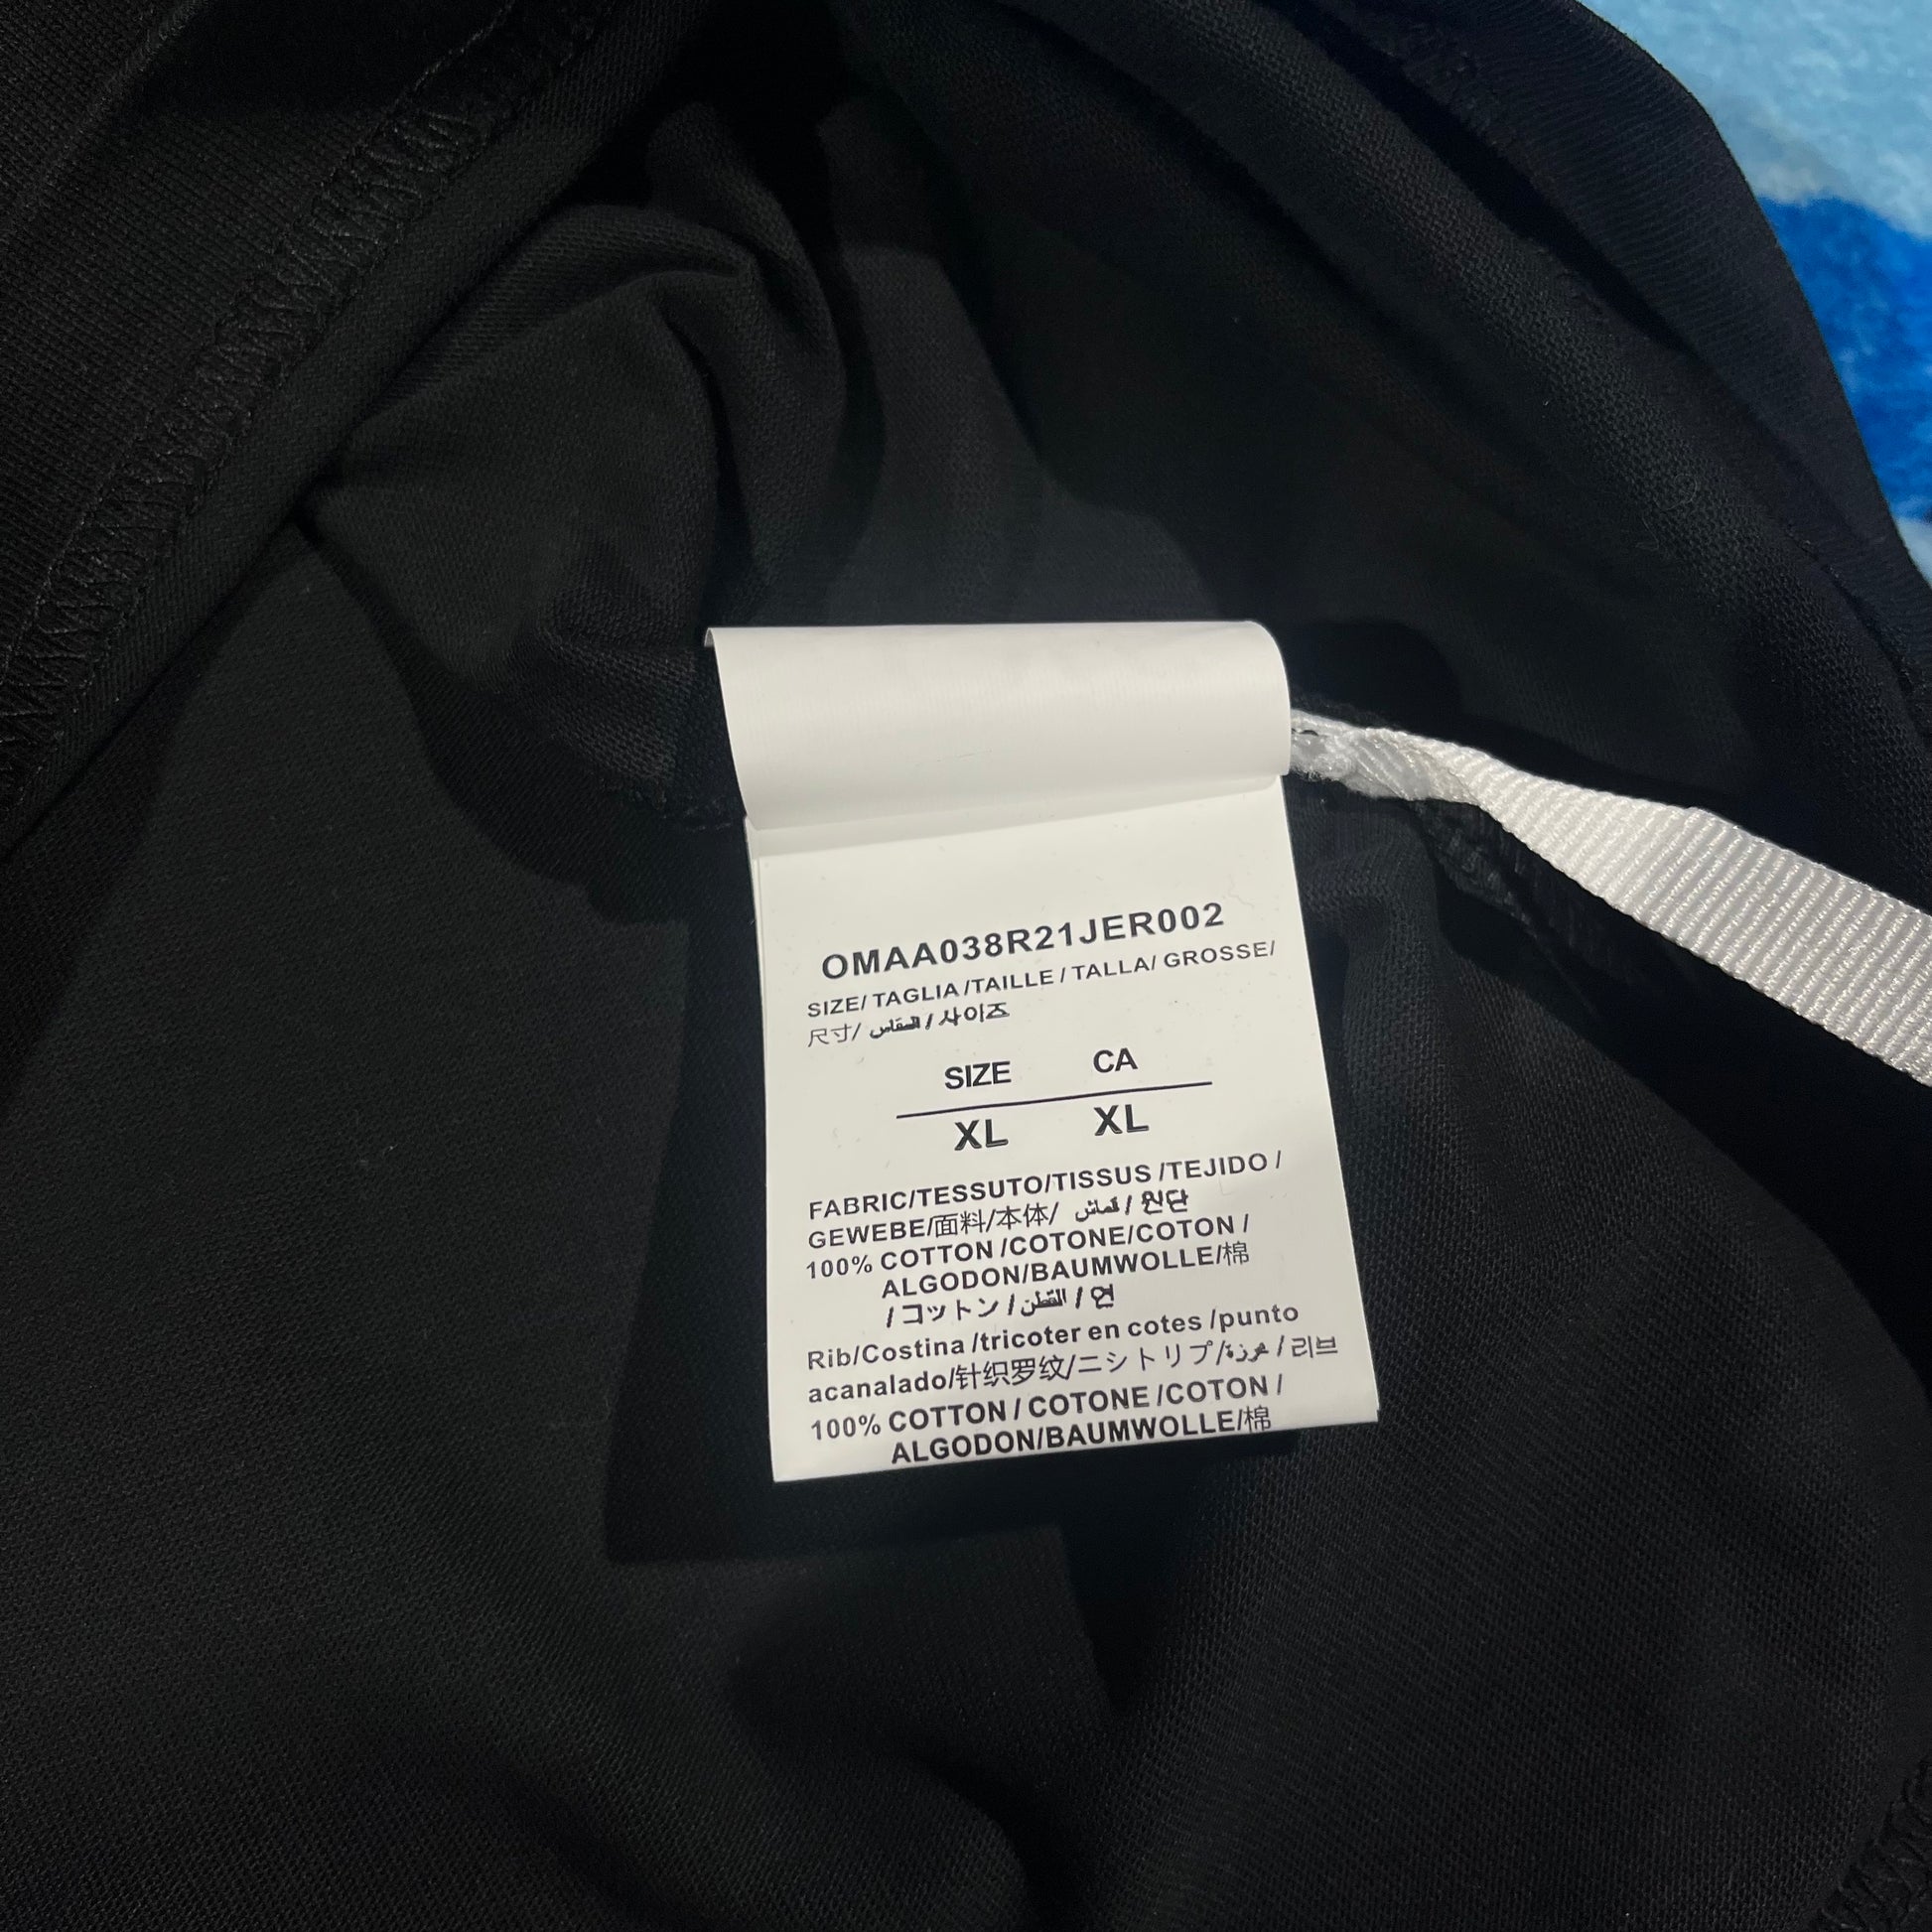 OMAA038R21JER002
SIZE/ TAGLIA /TAILLE / TALLA/ GROSSE/
尺寸/ المقاس / 사이즈
SIZE CA
XL XL
FABRIC/TESSUTO/TISSUS /TEJIDO /
GEWEBE/面料/本体/ قماش / 원단
100% COTTON /COTONE/COTON /
ALGODON/BAUMWOLLE/棉
/コットン/ القطن / 면
Rib/Costina /tricoter en cotes /punto
acanalado/针织罗纹/ニシトリプ/ غرزة / 리브
100% COTTON / COTONE /COTON /
ALGODON/BAUMWOLLE/棉